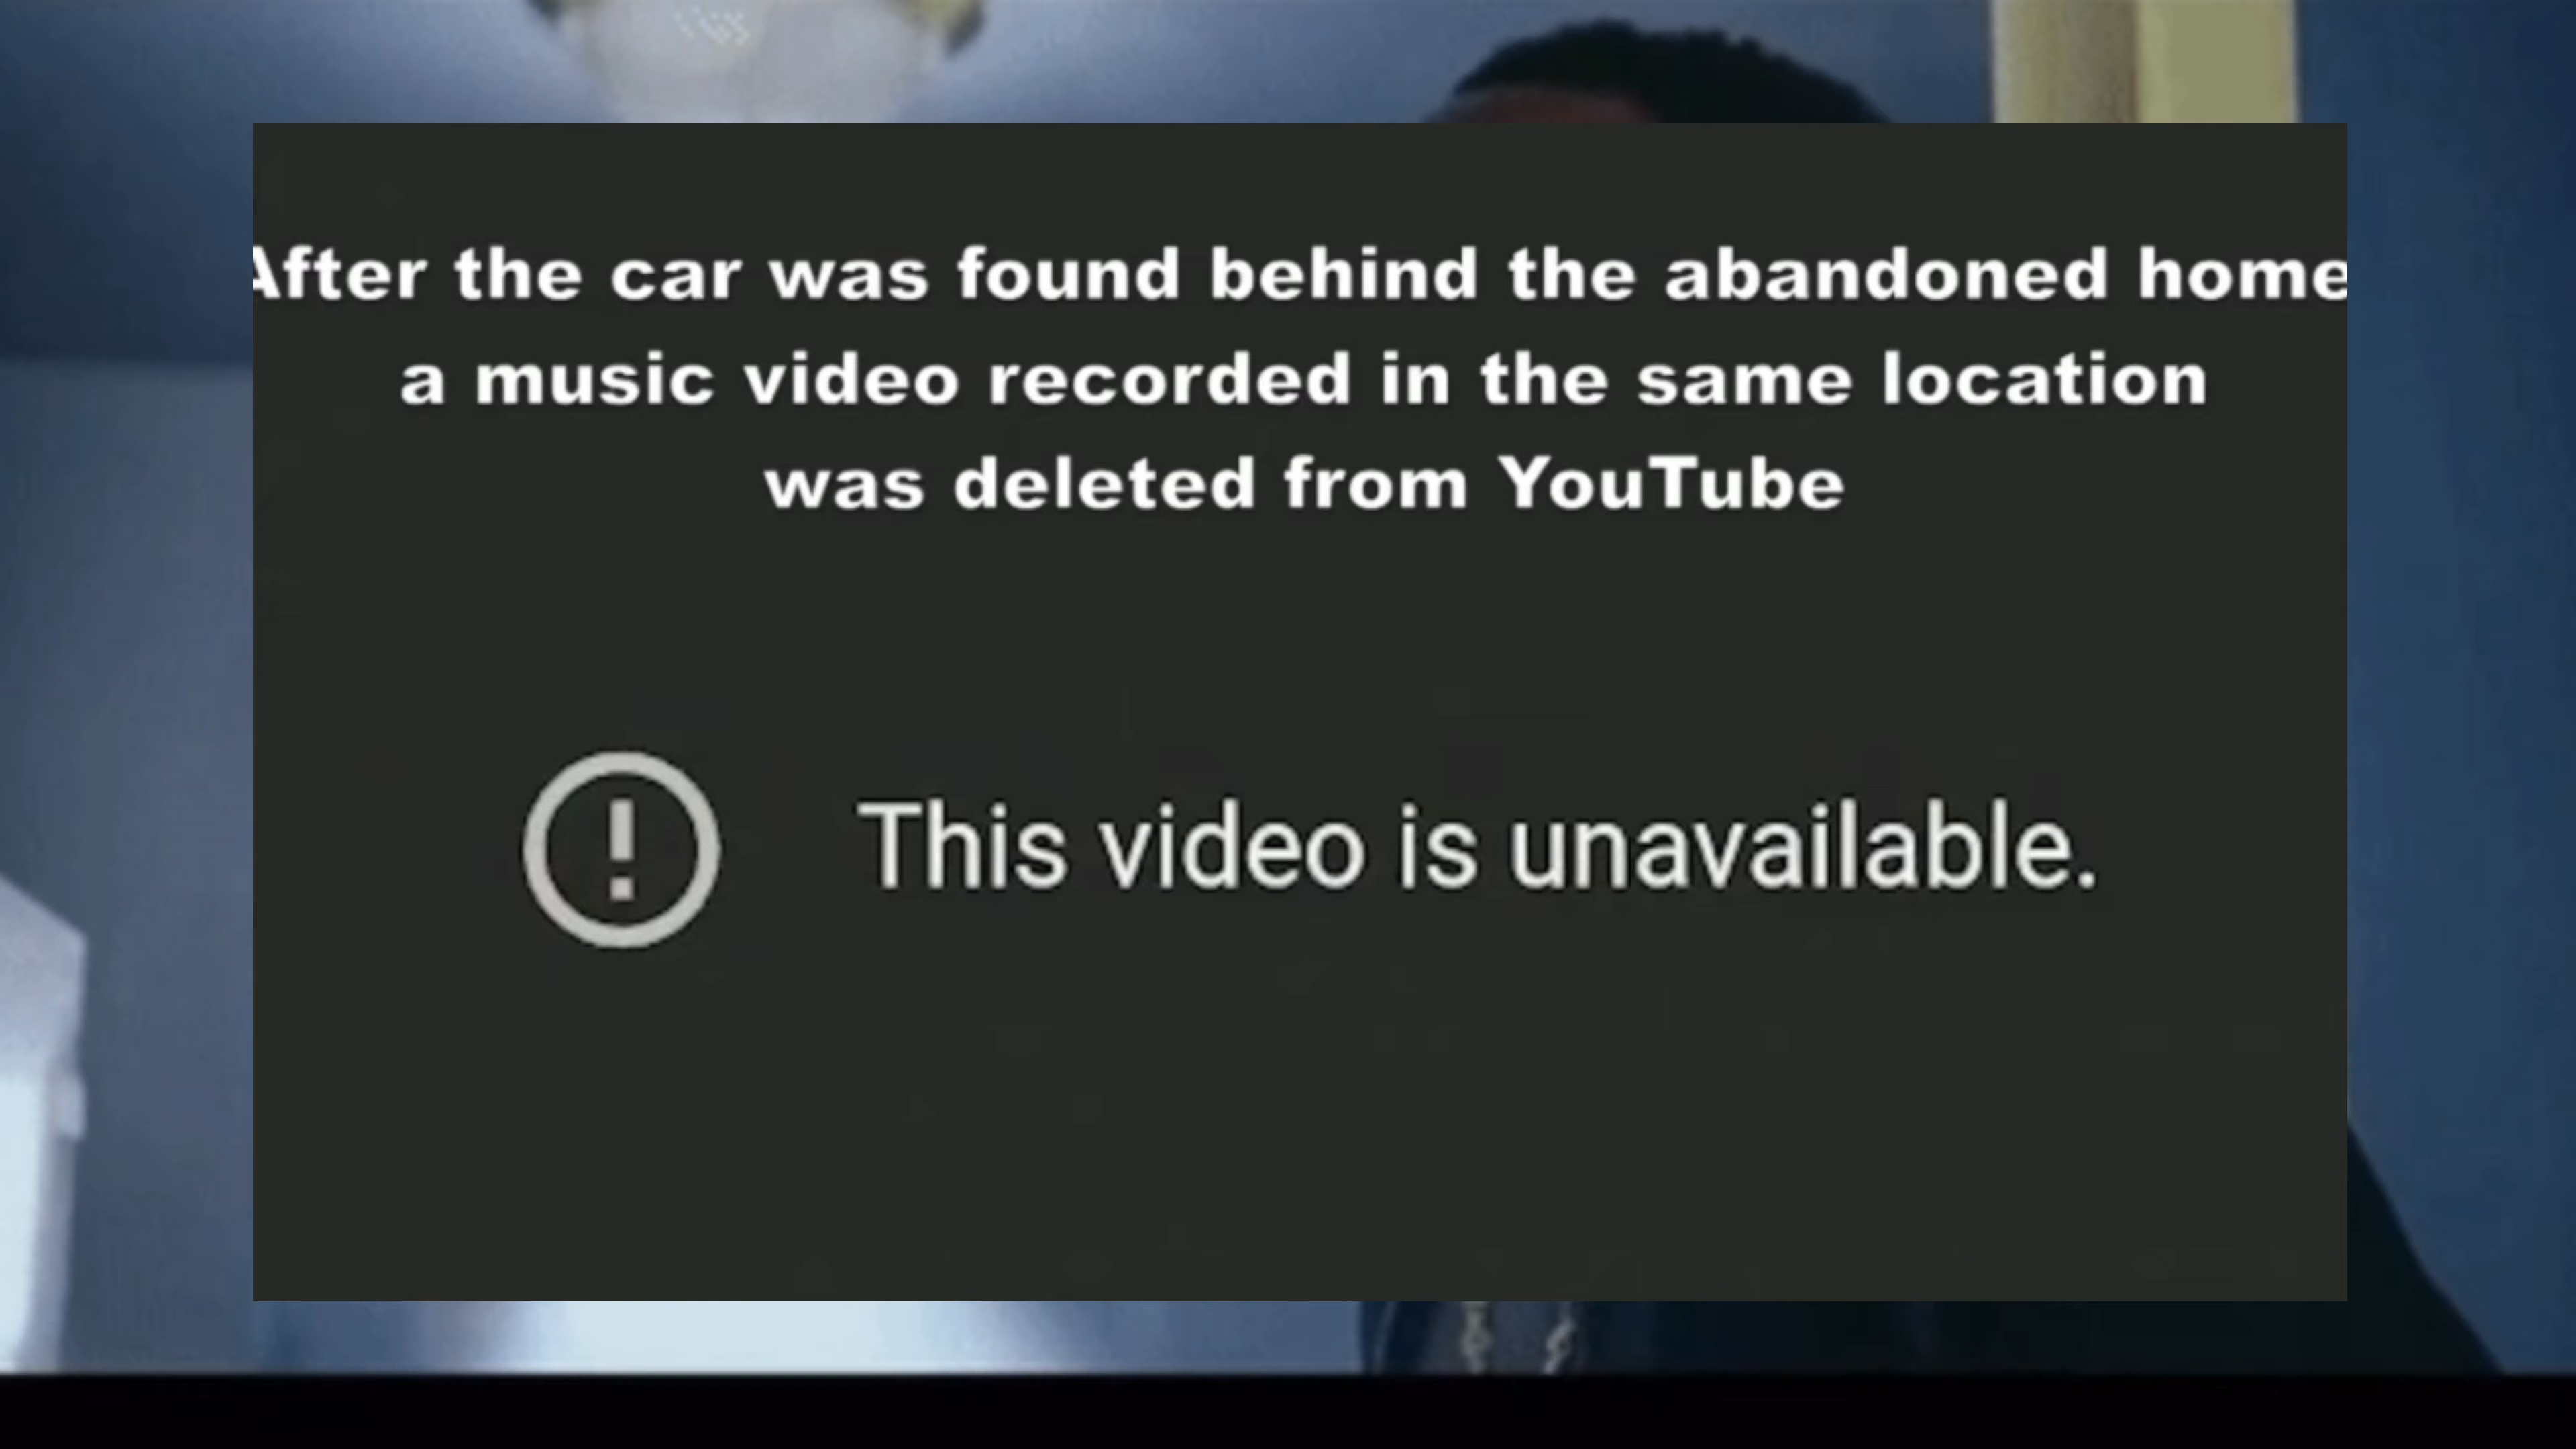 After the car was found behind the abandoned home
a music video recorded in the same location
was deleted from YouTube
This video is unavailable.